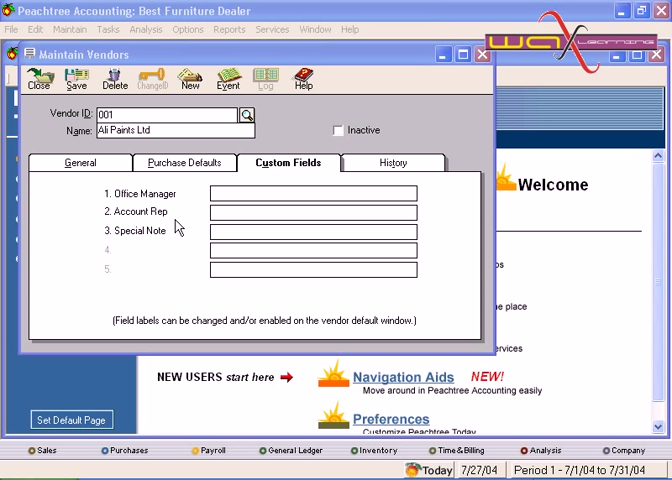 Peachtree Accounting: Best Furniture Dealer
File Edit Maintain Tasks Analysis Options Reports Services Window Help
wax Learning
Maintain Vendors
Close Save Delete ChangeID New Event Log Help
Vendor ID: 001
Name: Ali Paints Ltd
Inactive
General Purchase Defaults Custom Fields History
1. Office Manager
2. Account Rep
3. Special Note
4.
5.
(Field labels can be changed and/or enabled on the vendor default window.)
Welcome
os
e place
ervices
NEW USERS start here
Navigation Aids NEW!
Move around in Peachtree Accounting easily
Preferences
Customize Peachtree Today
Set Default Page
Sales Purchases Payroll General Ledger Inventory Time & Billing Analysis Company
Today 7/27/04 Period 1 - 7/1/04 to 7/31/04